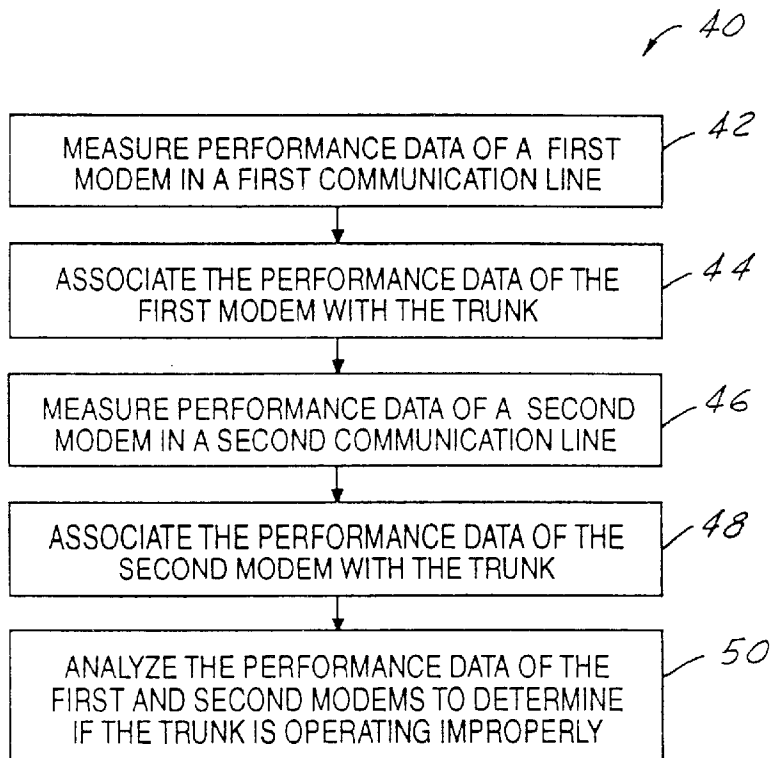 40
MEASURE PERFORMANCE DATA OF A FIRST
MODEM IN A FIRST COMMUNICATION LINE
42
ASSOCIATE THE PERFORMANCE DATA OF THE
FIRST MODEM WITH THE TRUNK
44
MEASURE PERFORMANCE DATA OF A SECOND
MODEM IN A SECOND COMMUNICATION LINE
46
ASSOCIATE THE PERFORMANCE DATA OF THE
SECOND MODEM WITH THE TRUNK
48
ANALYZE THE PERFORMANCE DATA OF THE
FIRST AND SECOND MODEMS TO DETERMINE
IF THE TRUNK IS OPERATING IMPROPERLY
50